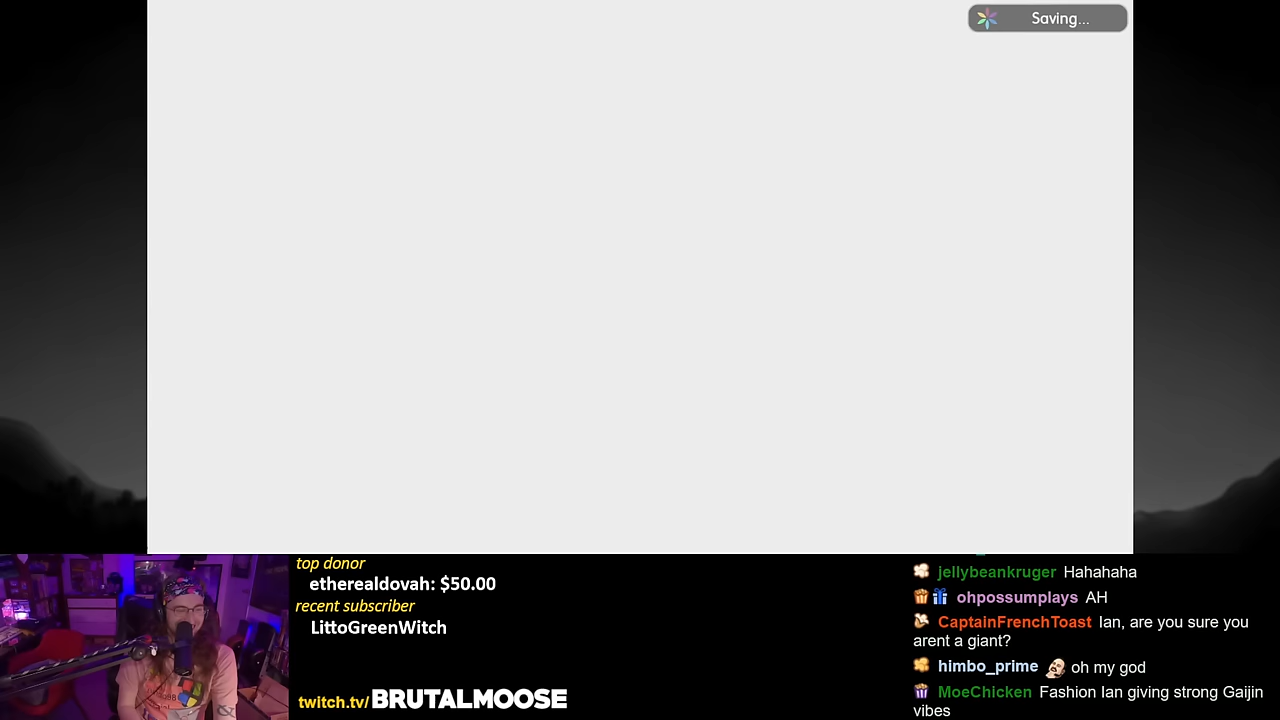 Saving...
top donor
etherealdovah: $50.00
recent subscriber
LittoGreenWitch
twitch.tv/BRUTALMOOSE
jellybeankruger Hahahaha
ohpossumplays AH
CaptainFrenchToast Ian, are you sure you
arent a giant?
himbo_prime oh my god
MoeChicken Fashion Ian giving strong Gaijin
vibes